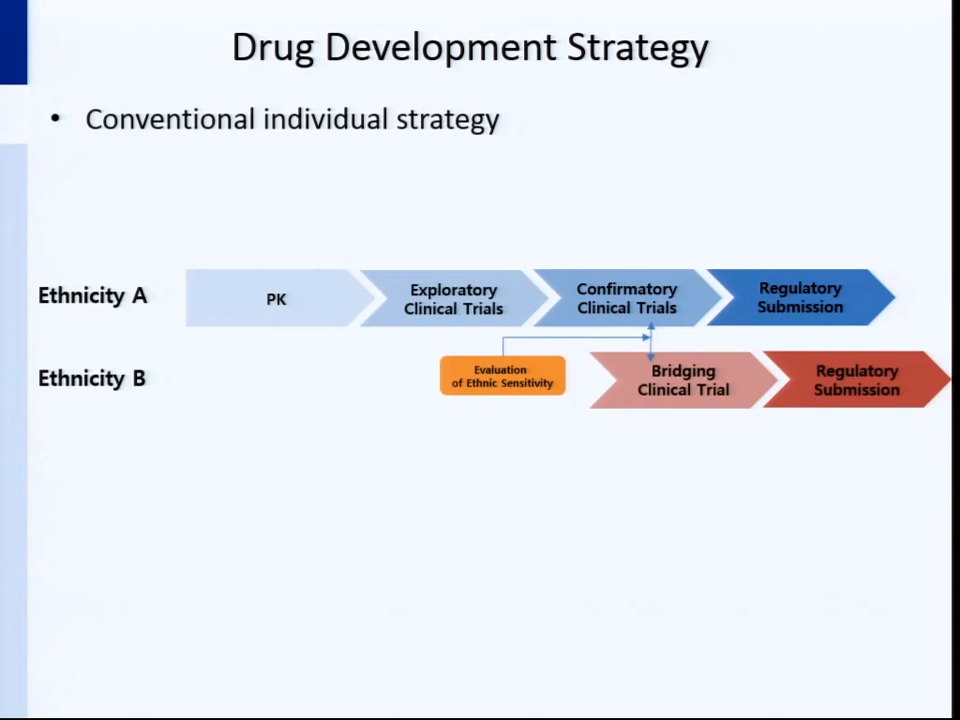 Drug Development Strategy
• Conventional individual strategy
Ethnicity A
PK
Exploratory
Clinical Trials
Confirmatory
Clinical Trials
Regulatory
Submission
Ethnicity B
Evaluation
of Ethnic Sensitivity
Bridging
Clinical Trial
Regulatory
Submission